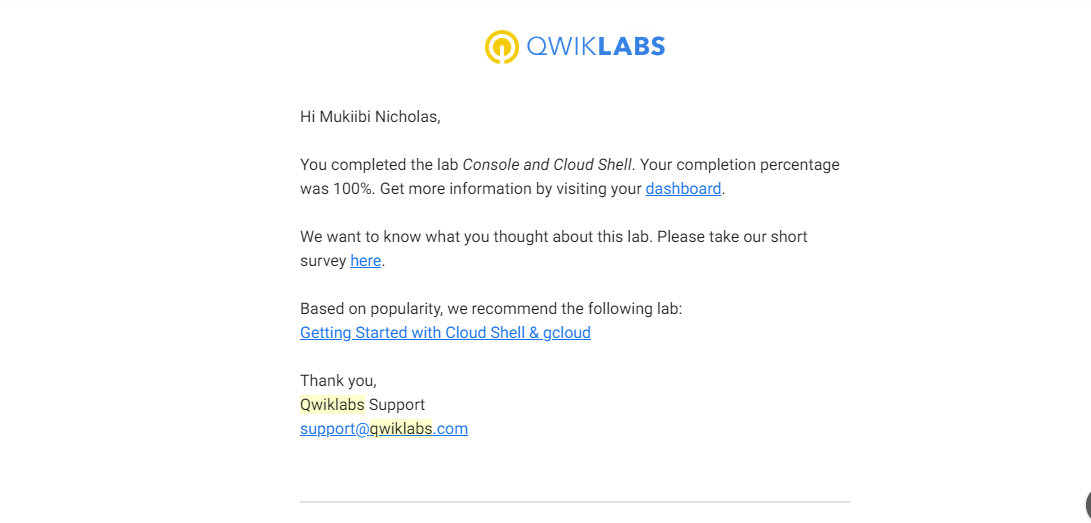 QWIKLABS
Hi Mukiibi Nicholas,
You completed the lab Console and Cloud Shell. Your completion percentage
was 100%. Get more information by visiting your dashboard.
We want to know what you thought about this lab. Please take our short
survey here.
Based on popularity, we recommend the following lab:
Getting Started with Cloud Shell & gcloud
Thank you,
Qwiklabs Support
support@qwiklabs.com